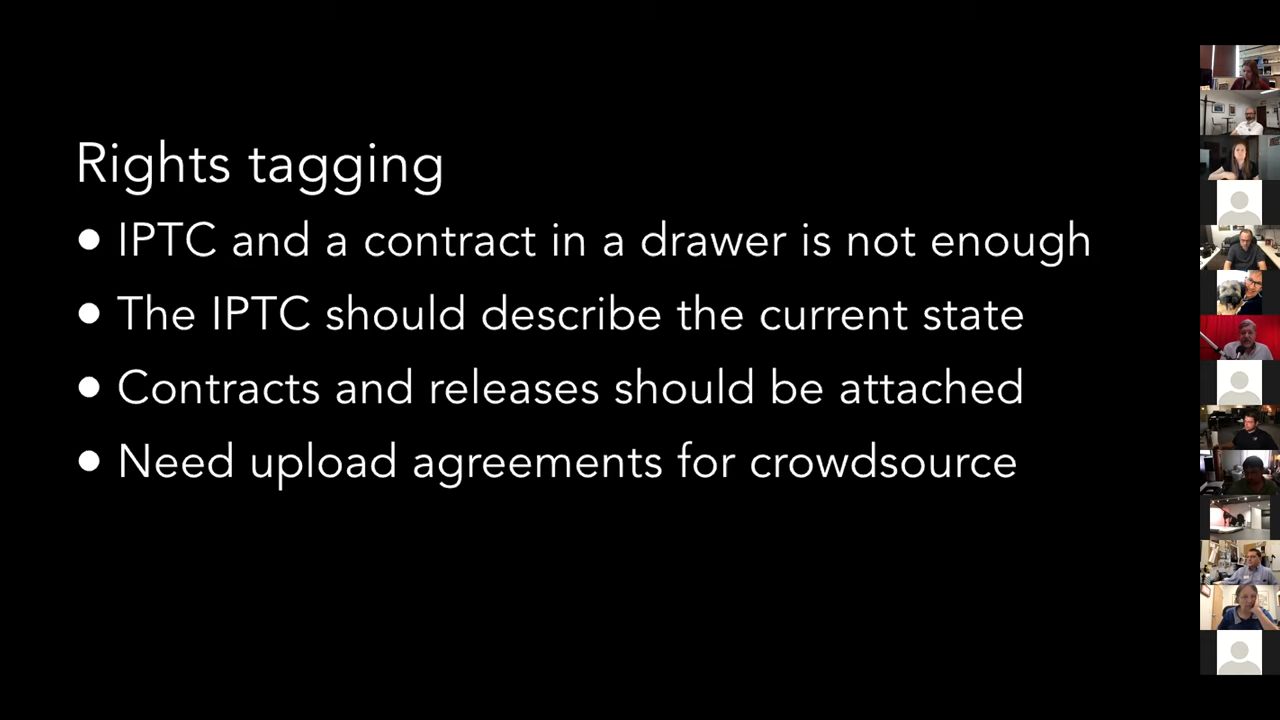 Rights tagging
• IPTC and a contract in a drawer is not enough
• The IPTC should describe the current state
• Contracts and releases should be attached
• Need upload agreements for crowdsource